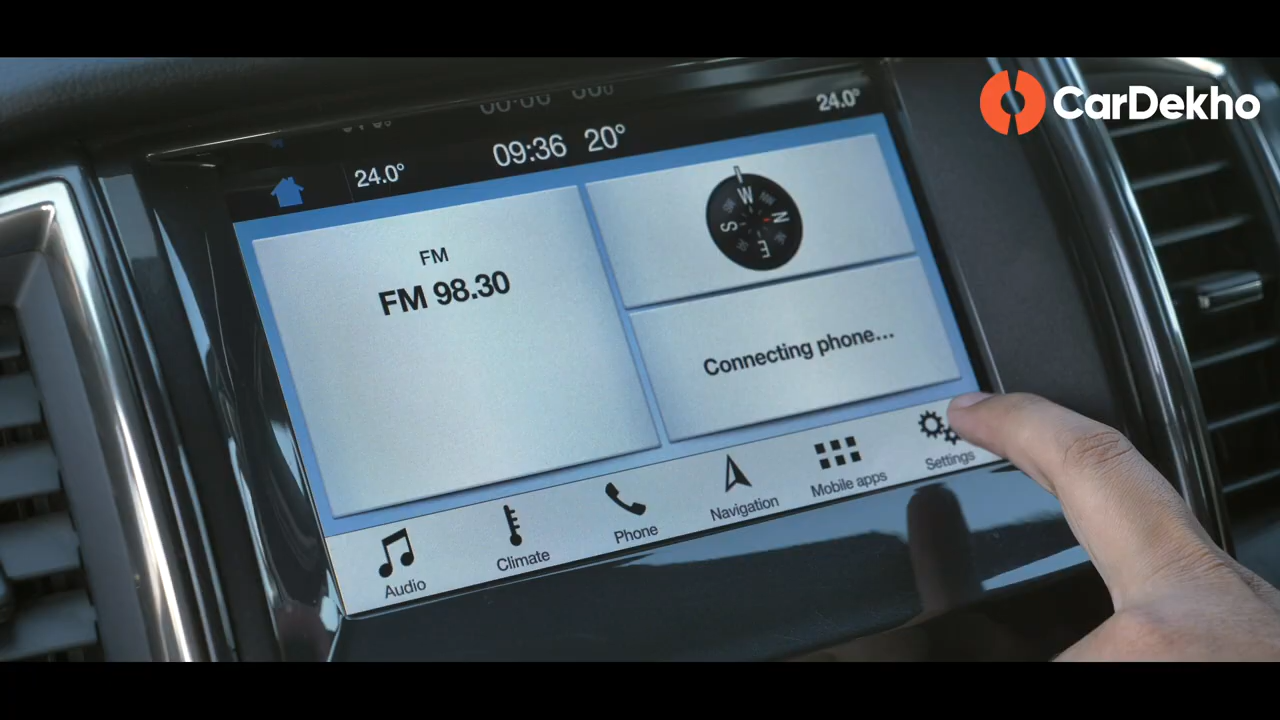 CarDekho
24.0°
09:36 20°
24.0°
FM
FM 98.30
W
N
S
E
Connecting phone...
Audio
Climate
Phone
Navigation
Mobile apps
Settings